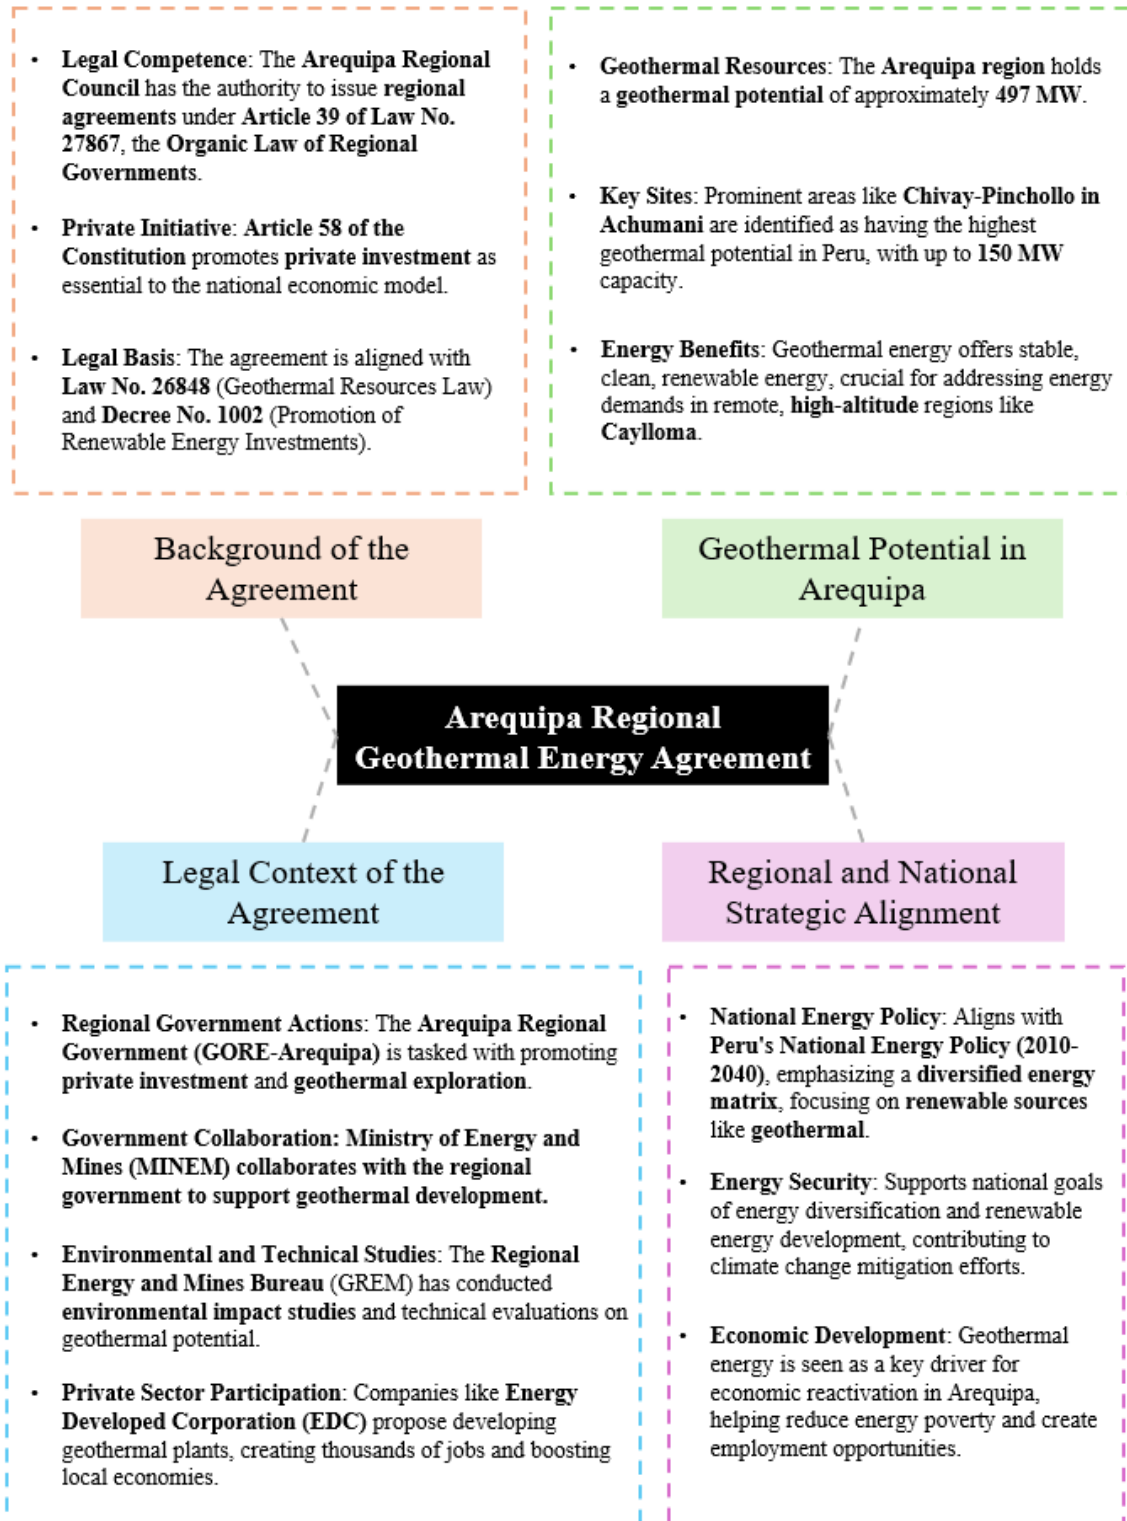 • Legal Competence: The Arequipa Regional
Council has the authority to issue regional
agreements under Article 39 of Law No.
27867, the Organic Law of Regional
Governments.
• Private Initiative: Article 58 of the
Constitution promotes private investment as
essential to the national economic model.
• Legal Basis: The agreement is aligned with
Law No. 26848 (Geothermal Resources Law)
and Decree No. 1002 (Promotion of
Renewable Energy Investments).
• Geothermal Resources: The Arequipa region holds
a geothermal potential of approximately 497 MW.
• Key Sites: Prominent areas like Chivay-Pinchollo in
Achumani are identified as having the highest
geothermal potential in Peru, with up to 150 MW
capacity.
• Energy Benefits: Geothermal energy offers stable,
clean, renewable energy, crucial for addressing energy
demands in remote, high-altitude regions like
Caylloma.
Background of the
Agreement
Geothermal Potential in
Arequipa
Arequipa Regional
Geothermal Energy Agreement
Legal Context of the
Agreement
Regional and National
Strategic Alignment
• Regional Government Actions: The Arequipa Regional
Government (GORE-Arequipa) is tasked with promoting
private investment and geothermal exploration.
• Government Collaboration: Ministry of Energy and
Mines (MINEM) collaborates with the regional
government to support geothermal development.
• Environmental and Technical Studies: The Regional
Energy and Mines Bureau (GREM) has conducted
environmental impact studies and technical evaluations on
geothermal potential.
• Private Sector Participation: Companies like Energy
Developed Corporation (EDC) propose developing
geothermal plants, creating thousands of jobs and boosting
local economies.
• National Energy Policy: Aligns with
Peru's National Energy Policy (2010-
2040), emphasizing a diversified energy
matrix, focusing on renewable sources
like geothermal.
• Energy Security: Supports national goals
of energy diversification and renewable
energy development, contributing to
climate change mitigation efforts.
• Economic Development: Geothermal
energy is seen as a key driver for
economic reactivation in Arequipa,
helping reduce energy poverty and create
employment opportunities.